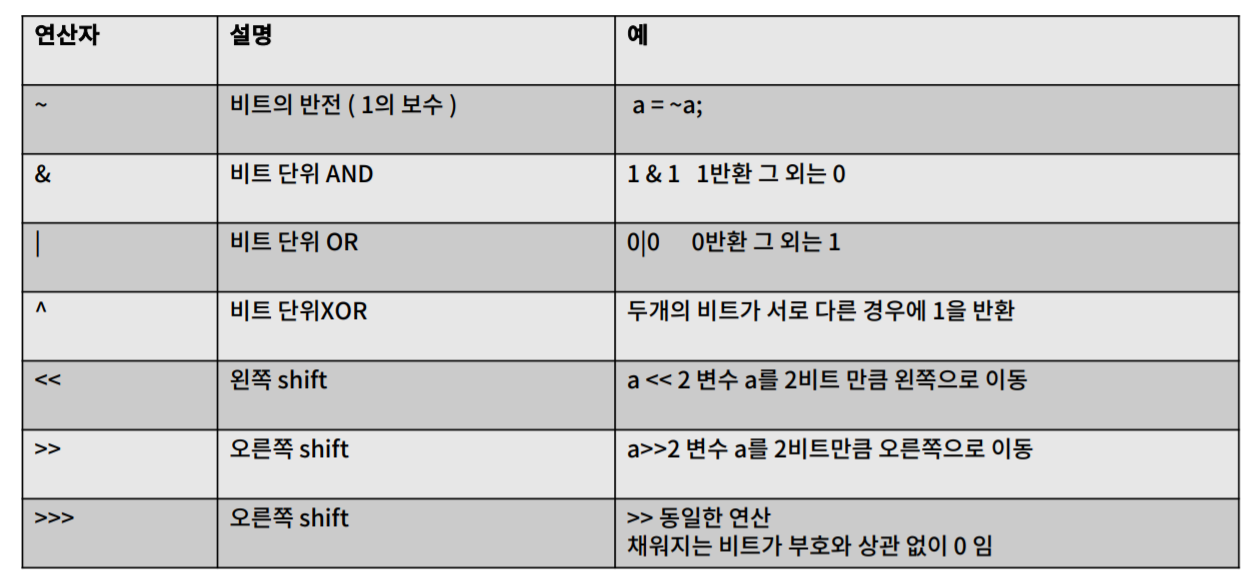 연산자 설명 예
~ 비트의 반전 ( 1의 보수 ) a = ~a;
& 비트 단위 AND 1 & 1 1반환 그 외는 0
| 비트 단위 OR 0|0 0반환 그 외는 1
^ 비트 단위XOR 두개의 비트가 서로 다른 경우에 1을 반환
<< 왼쪽 shift a << 2 변수 a를 2비트 만큼 왼쪽으로 이동
>> 오른쪽 shift a>>2 변수 a를 2비트만큼 오른쪽으로 이동
>>> 오른쪽 shift >> 동일한 연산
채워지는 비트가 부호와 상관 없이 0 임